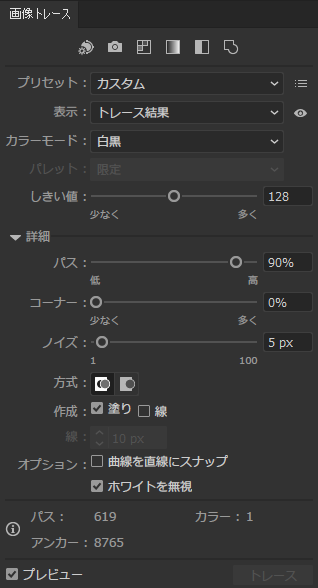 画像トレース
プリセット： カスタム
表示： トレース結果
カラーモード： 白黒
パレット： 限定
しきい値： 128
少なく 多く
詳細
パス： 90%
低 高
コーナー： 0%
少なく 多く
ノイズ： 5 px
1 100
方式：
作成： 塗り 線
線： 10 px
オプション： 曲線を直線にスナップ
ホワイトを無視
パス： 619 カラー：1
アンカー：8765
プレビュー トレース